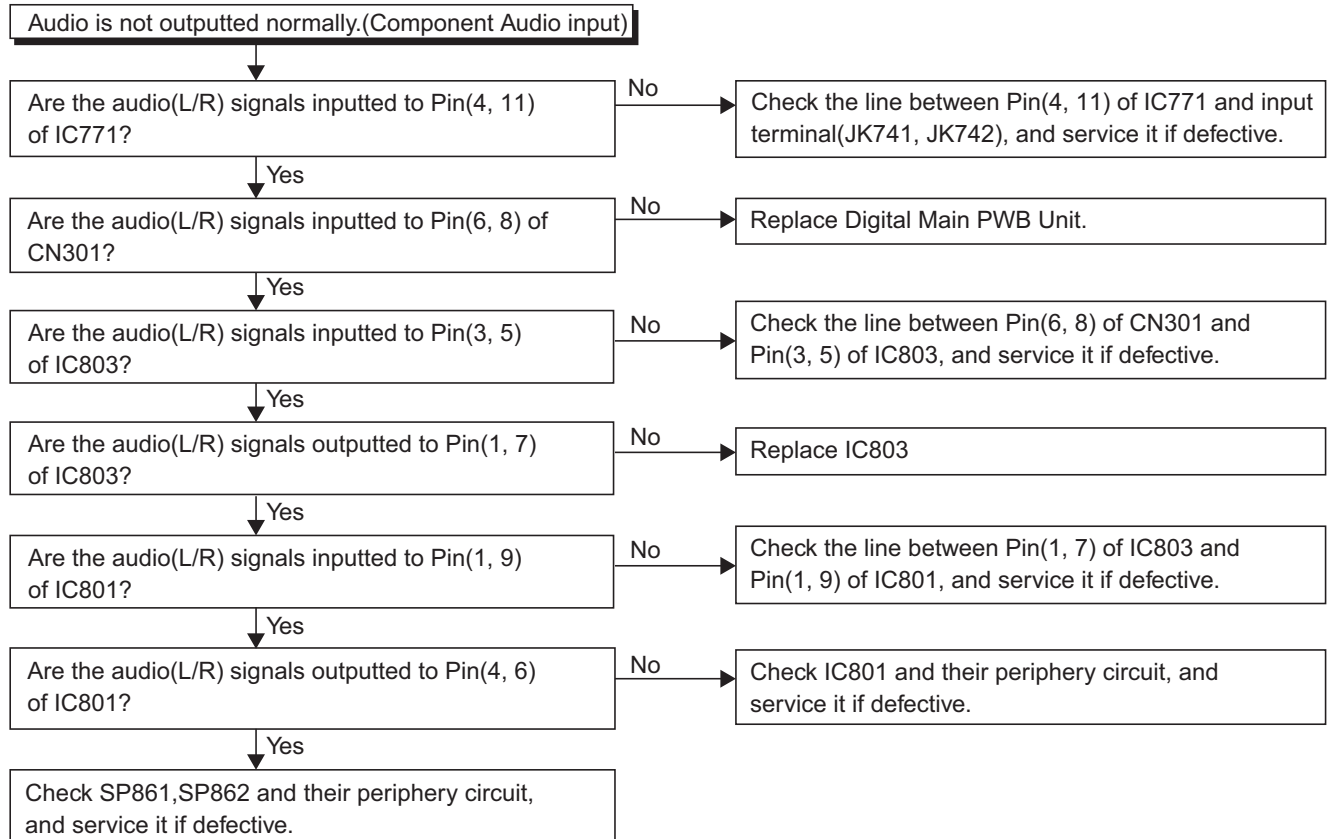 Audio is not outputted normally.(Component Audio input)
Are the audio(L/R) signals inputted to Pin(4, 11)
of IC771?
No
Check the line between Pin(4, 11) of IC771 and input
terminal(JK741, JK742), and service it if defective.
Yes
Are the audio(L/R) signals inputted to Pin(6, 8) of
CN301?
No
Replace Digital Main PWB Unit.
Yes
Are the audio(L/R) signals inputted to Pin(3, 5)
of IC803?
No
Check the line between Pin(6, 8) of CN301 and
Pin(3, 5) of IC803, and service it if defective.
Yes
Are the audio(L/R) signals outputted to Pin(1, 7)
of IC803?
No
Replace IC803
Yes
Are the audio(L/R) signals inputted to Pin(1, 9)
of IC801?
No
Check the line between Pin(1, 7) of IC803 and
Pin(1, 9) of IC801, and service it if defective.
Yes
Are the audio(L/R) signals outputted to Pin(4, 6)
of IC801?
No
Check IC801 and their periphery circuit, and
service it if defective.
Yes
Check SP861,SP862 and their periphery circuit,
and service it if defective.